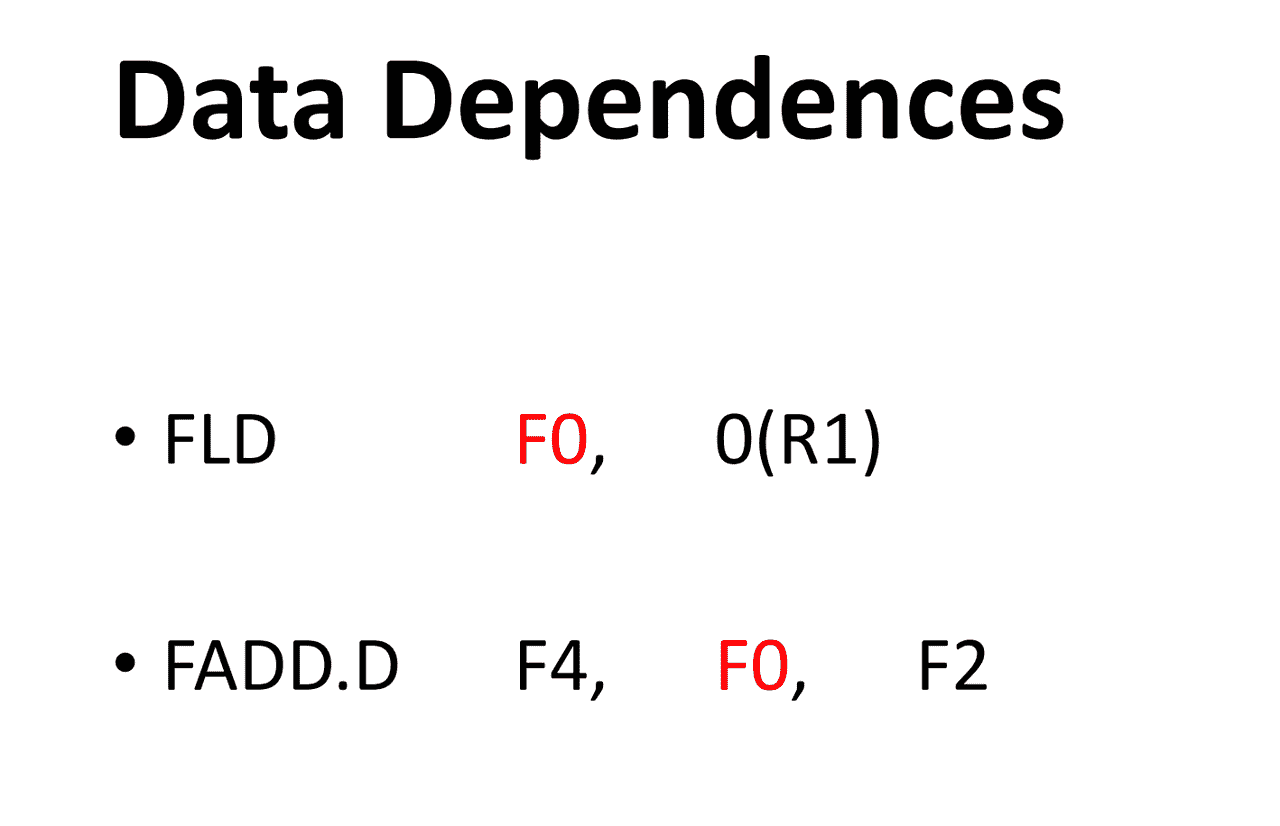 Data Dependences
• FLD F0, 0(R1)
• FADD.D F4, F0, F2